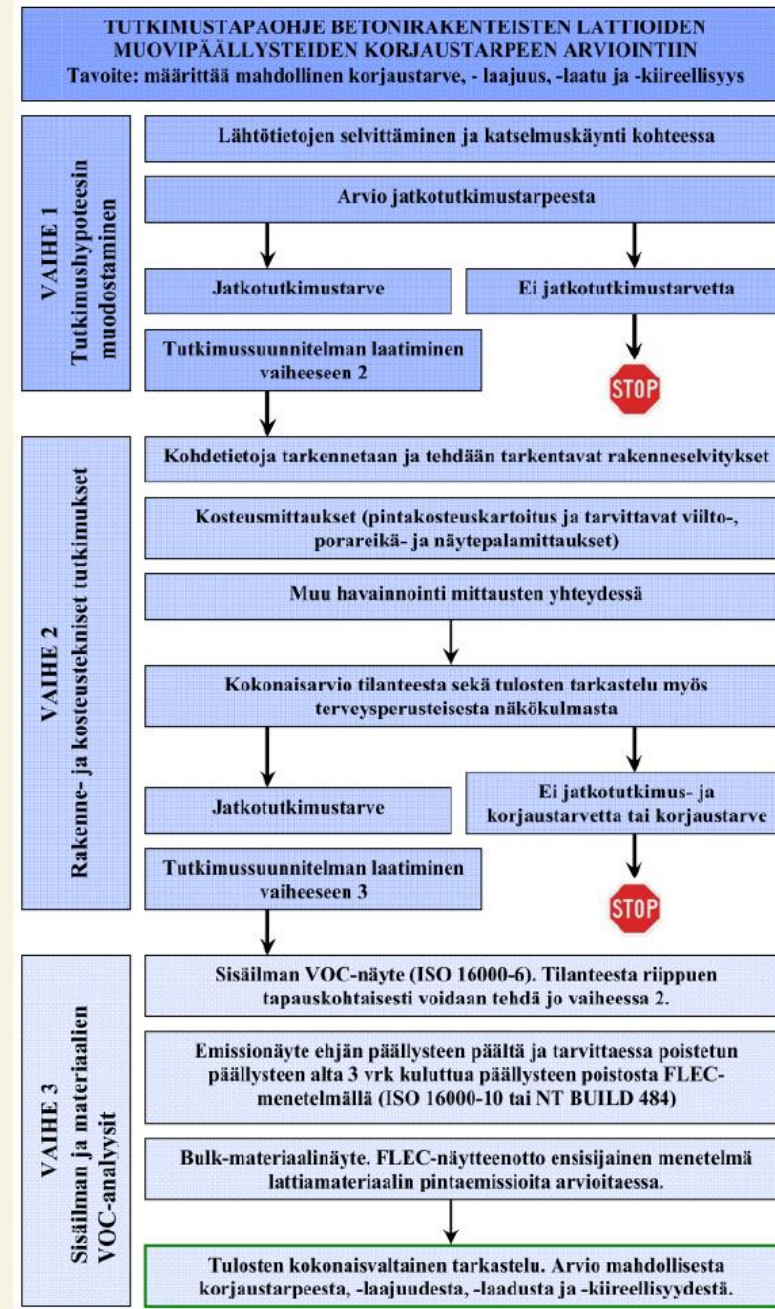 TUTKIMUSTAPAOHJE BETONIRAKENTEISTEN LATTIOIDEN
MUOVIPÄÄLLYSTEIDEN KORJAUSTARPEEN ARVIOINTIIN
Tavoite: määrittää mahdollinen korjaustarve, - laajuus, -laatu ja -kiireellisyys
VAIHE 1
Tutkimushypoteesin
muodostaminen
Lähtötietojen selvittäminen ja katselmuskäynti kohteessa
Arvio jatkotutkimustarpeesta
Jatkotutkimustarve
Ei jatkotutkimustarvetta
Tutkimussuunnitelman laatiminen
vaiheeseen 2
STOP
VAIHE 2
Rakenne- ja kosteustekniset tutkimukset
Kohdetietoja tarkennetaan ja tehdään tarkentavat rakenneselvitykset
Kosteusmittaukset (pintakosteuskartoitus ja tarvittavat viilto-,
porareikä- ja näytepalamittaukset)
Muu havainnointi mittausten yhteydessä
Kokonaisarvio tilanteesta sekä tulosten tarkastelu myös
terveysperusteisesta näkökulmasta
Jatkotutkimustarve
Ei jatkotutkimus- ja
korjaustarvetta tai korjaustarve
Tutkimussuunnitelman laatiminen
vaiheeseen 3
STOP
VAIHE 3
Sisäilman ja materiaalien
VOC-analyysit
Sisäilman VOC-näyte (ISO 16000-6). Tilanteesta riippuen
tapauskohtaisesti voidaan tehdä jo vaiheessa 2.
Emissionäyte ehjän päällysteen päältä ja tarvittaessa poistetun
päällysteen alta 3 vrk kuluttua päällysteen poistosta FLEC-
menetelmällä (ISO 16000-10 tai NT BUILD 484)
Bulk-materiaalinäyte. FLEC-näytteenotto ensisijainen menetelmä
lattiamateriaalin pintaemissioita arvioitaessa.
Tulosten kokonaisvaltainen tarkastelu. Arvio mahdollisesta
korjaustarpeesta, -laajuudesta, -laadusta ja -kiireellisyydestä.